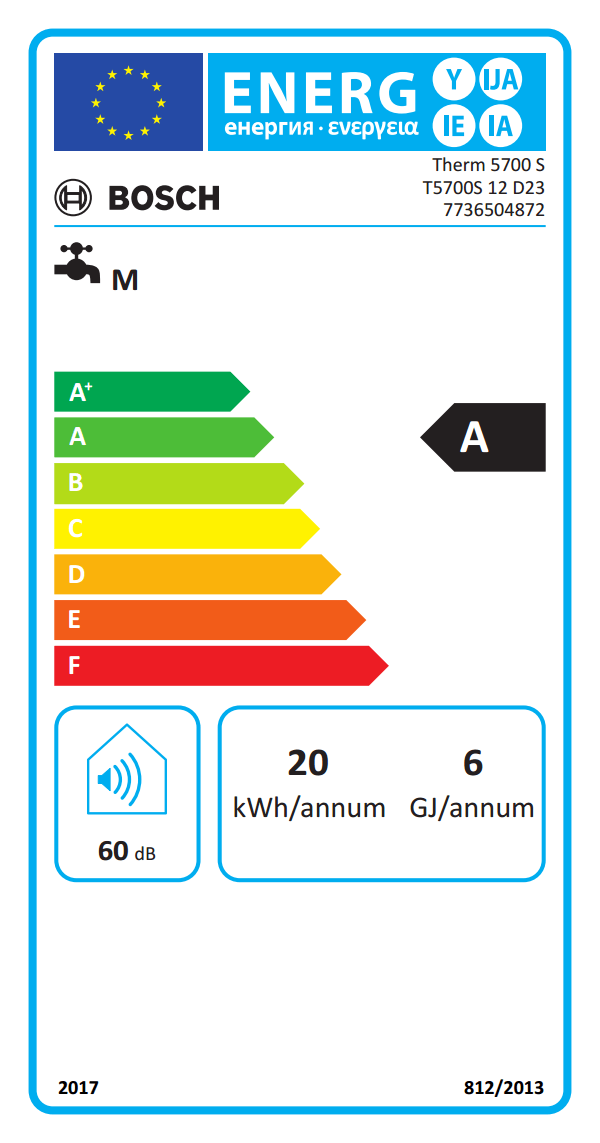 ENERG Y IJA
енергия · ενεργεια IE IA
Therm 5700 S
T5700S 12 D23
7736504872
BOSCH
M
A+
A
B
C
D
E
F
A
20 6
kWh/annum GJ/annum
60 dB
2017 812/2013